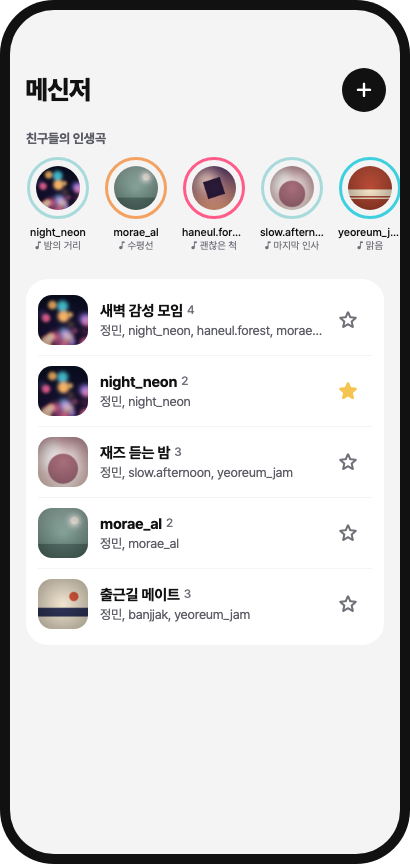 메신저
친구들의 인생곡
night_neon
밤의 거리
morae_al
수평선
haneul.for...
괜찮은 척
slow.aftern...
마지막 인사
yeoreum_j...
맑음
새벽 감성 모임 4
정민, night_neon, haneul.forest, morae...
night_neon 2
정민, night_neon
재즈 듣는 밤 3
정민, slow.afternoon, yeoreum_jam
morae_al 2
정민, morae_al
출근길 메이트 3
정민, banjjak, yeoreum_jam